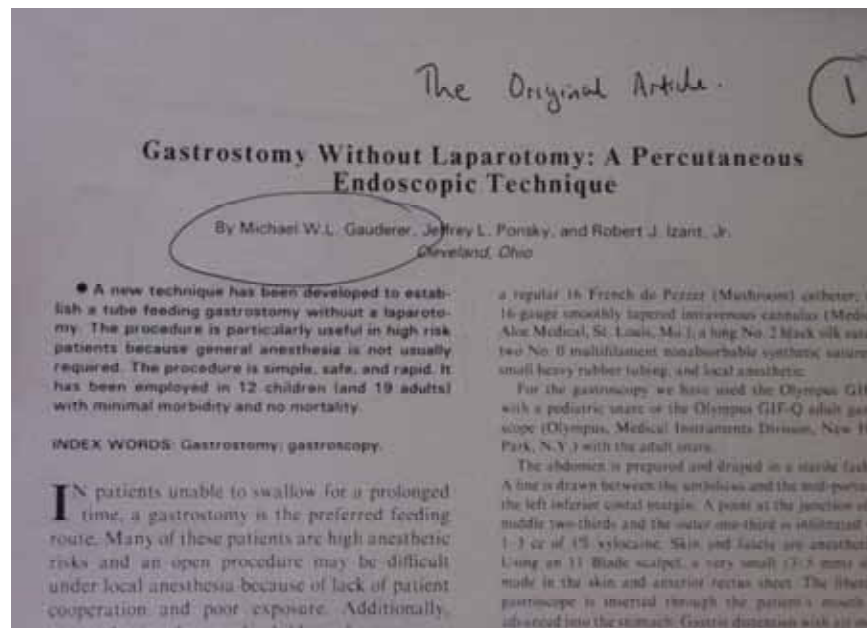 The Original Article.
1
Gastrostomy Without Laparotomy: A Percutaneous
Endoscopic Technique
By Michael W.L. Gauderer, Jeffrey L. Ponsky, and Robert J. Izant, Jr.
Cleveland, Ohio
● A new technique has been developed to estab-
lish a tube feeding gastrostomy without a laparoto-
my. The procedure is particularly useful in high risk
patients because general anesthesia is not usually
required. The procedure is simple, safe, and rapid. It
has been employed in 12 children (and 19 adults)
with minimal morbidity and no mortality.
INDEX WORDS: Gastrostomy; gastroscopy.
IN patients unable to swallow for a prolonged
time, a gastrostomy is the preferred feeding
route. Many of these patients are high anesthetic
risks and an open procedure may be difficult
under local anesthesia because of lack of patient
cooperation and poor exposure. Additionally,
a regular 16 French de Pezzer (Mushroom) catheter;
16 gauge smoothly tapered intravenous cannulas
Aloe Medical, St. Louis, Mo.), a long No. 2 black silk
two No. 0 multifilament nonabsorbable synthetic
small heavy rubber tubing, and local anesthetic.
For the gastroscopy we have used the Olympus
with a pediatric snare or the Olympus GIF-Q adult
scope (Olympus, Medical Instruments Division, New
Park, N.Y.) with the adult snare.
The abdomen is prepared and draped in a sterile
A line is drawn between the umbilicus and the
the left inferior costal margin. A point at the junction
middle two-thirds and the outer one-third is infiltrated
1-3 cc of 1% xylocaine. Skin and fascia are
Using an 11 Blade scalpel, a very small
made in the skin and anterior rectus sheet. The
gastroscope is inserted through the patient's mouth
advanced into the stomach. Gastric distention with air